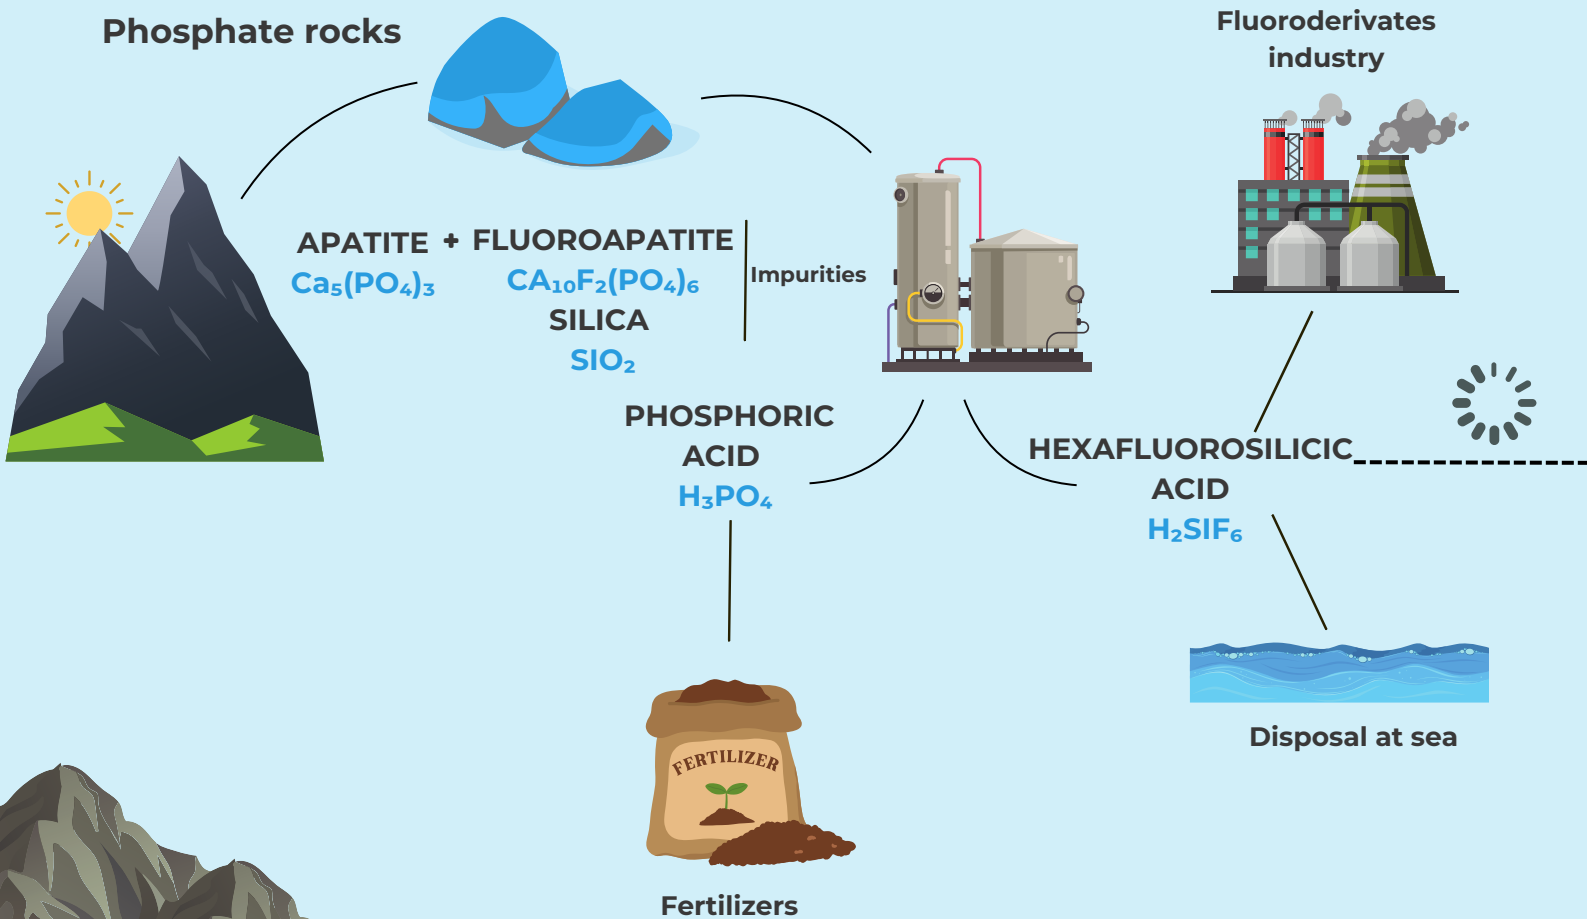 Phosphate rocks
Fluoroderivates
industry
APATITE + FLUOROAPATITE
Ca₅(PO₄)₃
CA₁₀F₂(PO₄)₆
SILICA
SIO₂
Impurities
PHOSPHORIC
ACID
H₃PO₄
HEXAFLUOROSILICIC
ACID
H₂SIF₆
FERTILIZER
Fertilizers
Disposal at sea